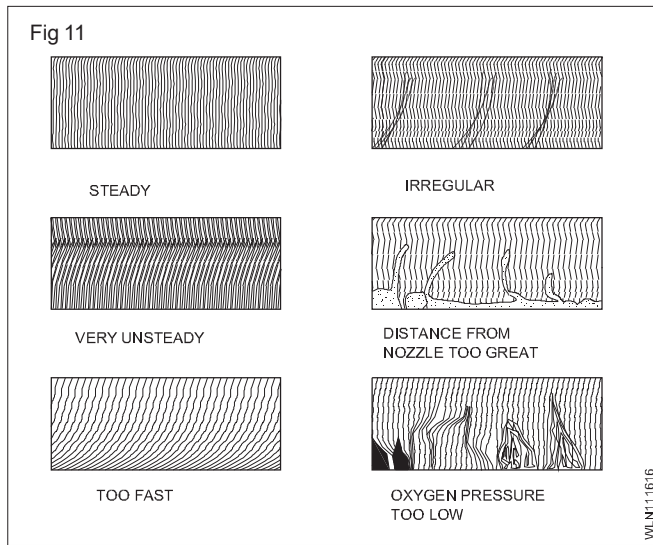 Fig 11
STEADY
IRREGULAR
VERY UNSTEADY
DISTANCE FROM
NOZZLE TOO GREAT
TOO FAST
OXYGEN PRESSURE
TOO LOW
WLN111616